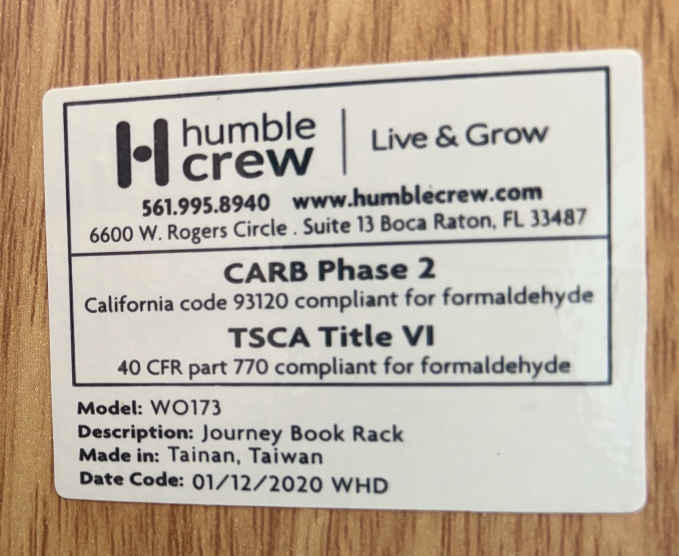 humble crew
Live & Grow
561.995.8940 www.humblecrew.com
6600 W. Rogers Circle . Suite 13 Boca Raton, FL 33487
CARB Phase 2
California code 93120 compliant for formaldehyde
TSCA Title VI
40 CFR part 770 compliant for formaldehyde
Model: WO173
Description: Journey Book Rack
Made in: Tainan, Taiwan
Date Code: 01/12/2020 WHD